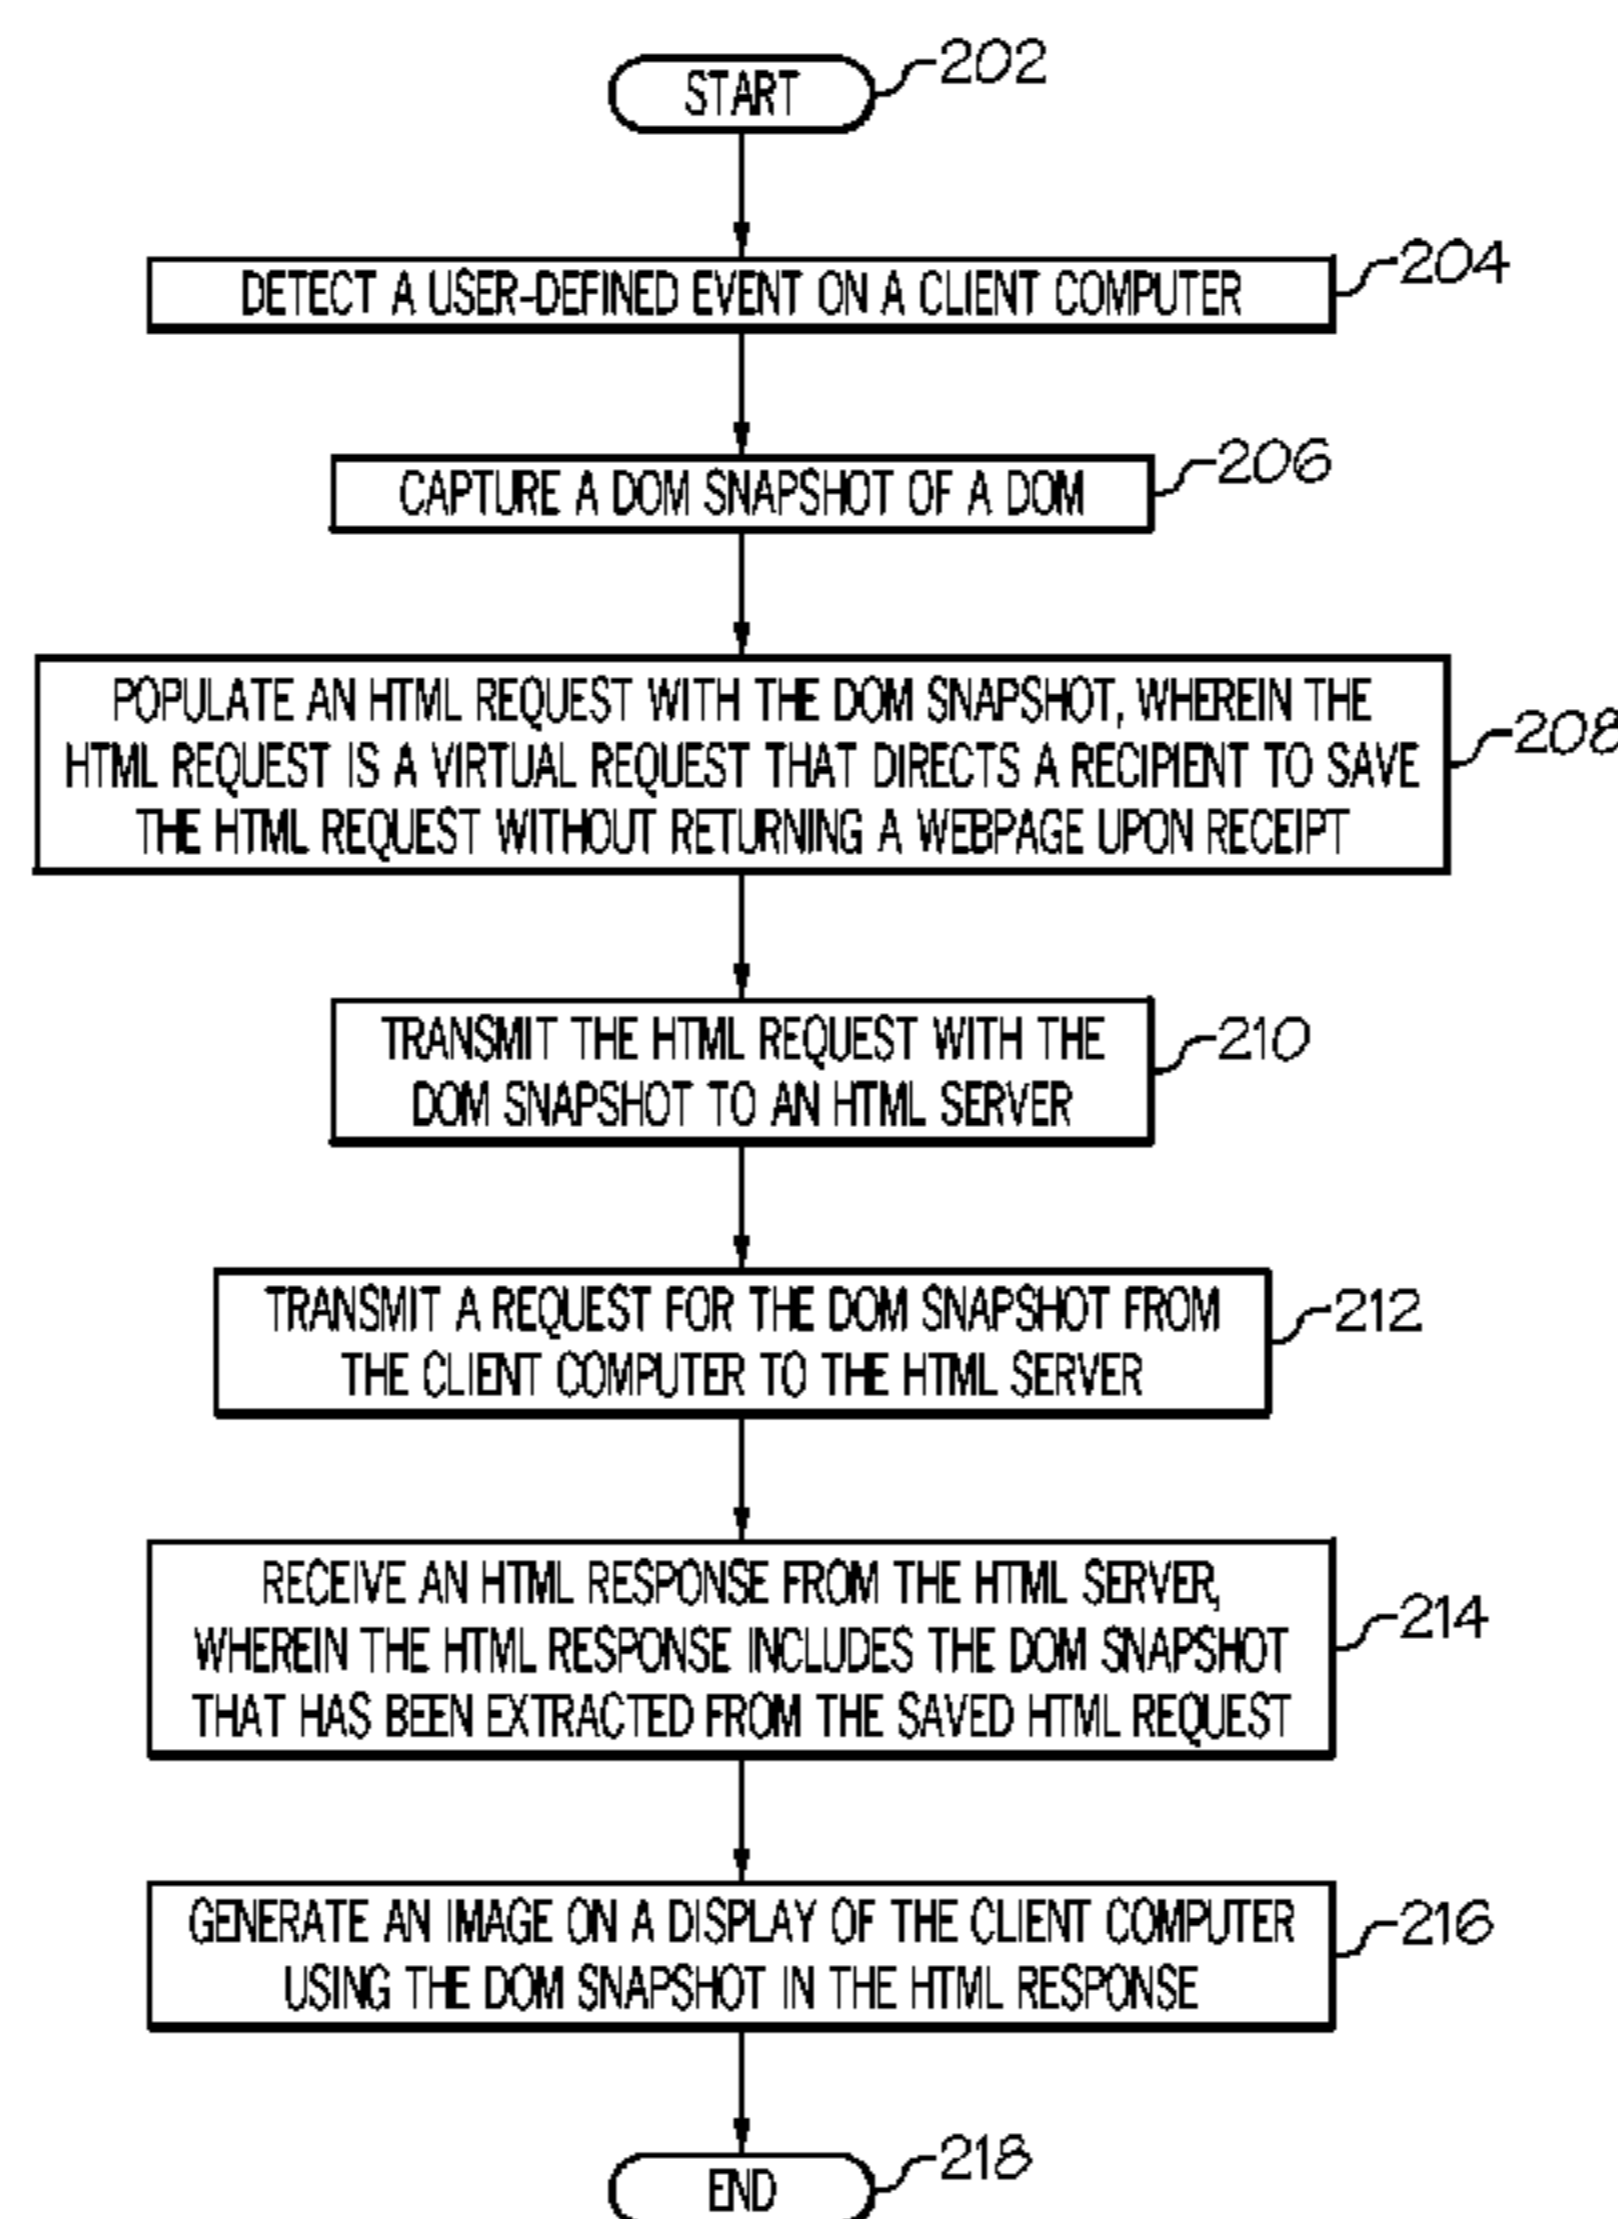 START
202
DETECT A USER-DEFINED EVENT ON A CLIENT COMPUTER
204
CAPTURE A DOM SNAPSHOT OF A DOM
206
POPULATE AN HTML REQUEST WITH THE DOM SNAPSHOT, WHEREIN THE
HTML REQUEST IS A VIRTUAL REQUEST THAT DIRECTS A RECIPIENT TO SAVE
THE HTML REQUEST WITHOUT RETURNING A WEBPAGE UPON RECEIPT
208
TRANSMIT THE HTML REQUEST WITH THE
DOM SNAPSHOT TO AN HTML SERVER
210
TRANSMIT A REQUEST FOR THE DOM SNAPSHOT FROM
THE CLIENT COMPUTER TO THE HTML SERVER
212
RECEIVE AN HTML RESPONSE FROM THE HTML SERVER,
WHEREIN THE HTML RESPONSE INCLUDES THE DOM SNAPSHOT
THAT HAS BEEN EXTRACTED FROM THE SAVED HTML REQUEST
214
GENERATE AN IMAGE ON A DISPLAY OF THE CLIENT COMPUTER
USING THE DOM SNAPSHOT IN THE HTML RESPONSE
216
END
218